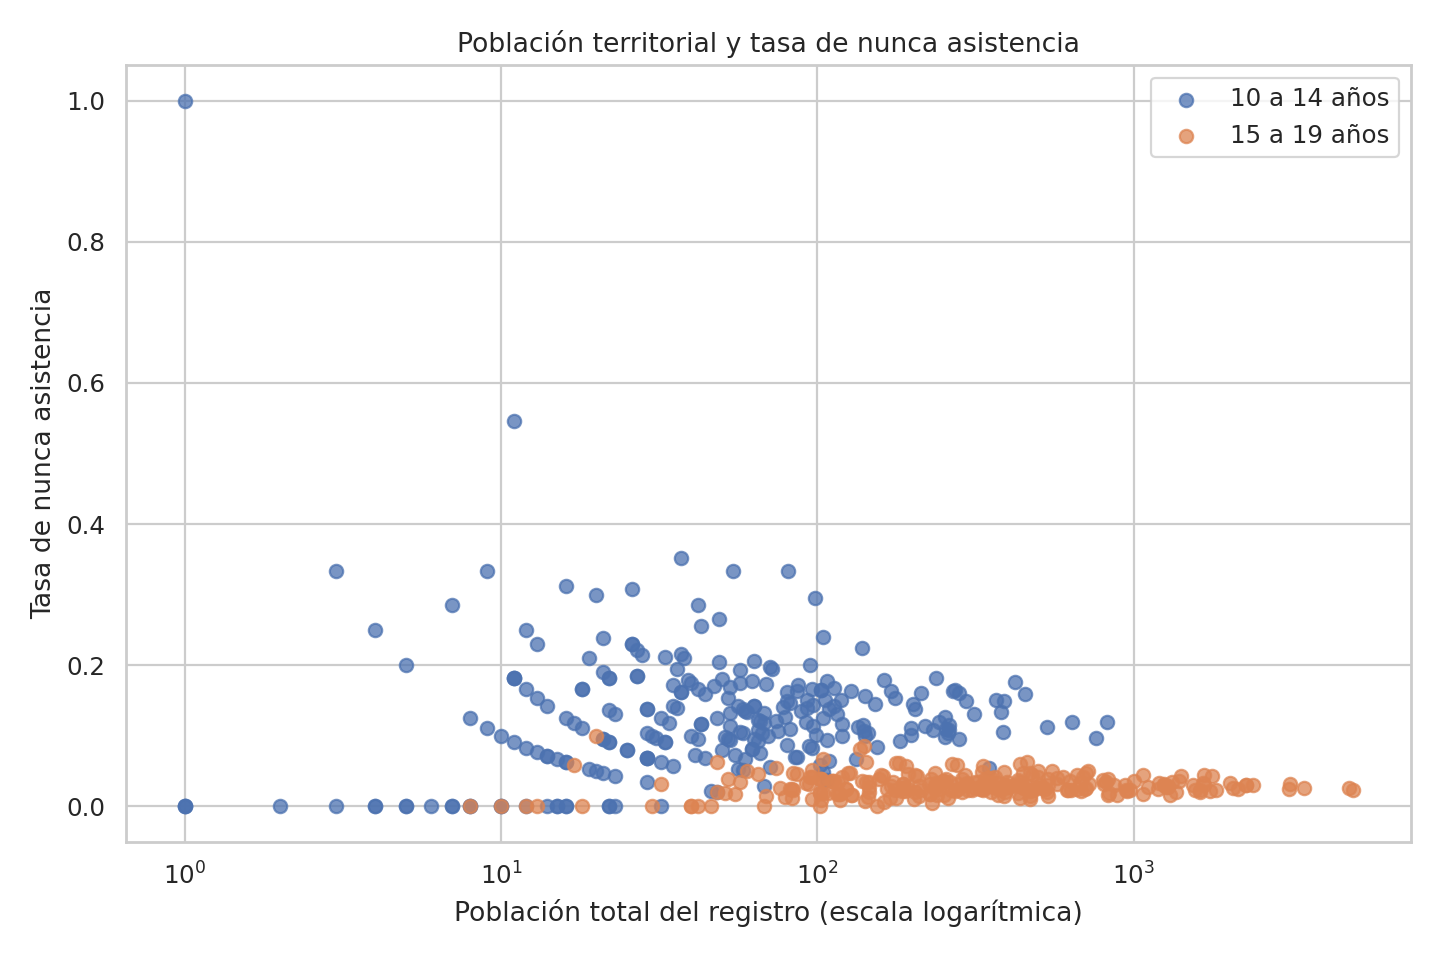 Población territorial y tasa de nunca asistencia
10 a 14 años
15 a 19 años
Tasa de nunca asistencia
1.0
0.8
0.6
0.4
0.2
0.0
10⁰ 10¹ 10² 10³
Población total del registro (escala logarítmica)